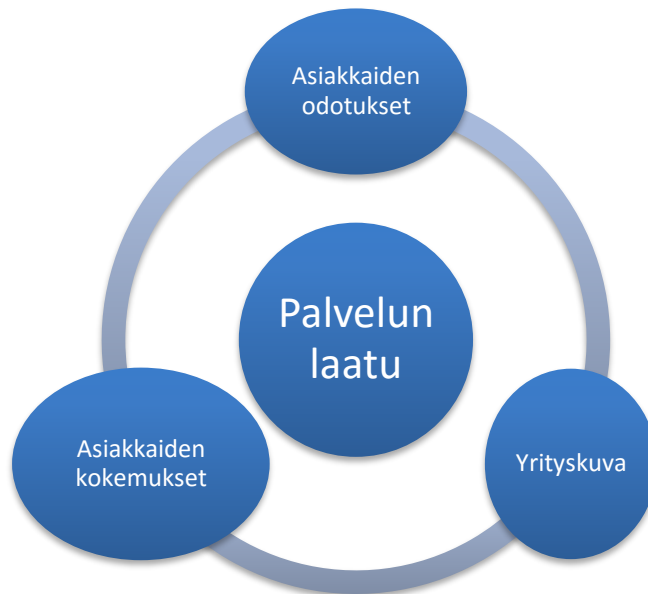 Asiakkaiden
odotukset
Palvelun
laatu
Asiakkaiden
kokemukset
Yrityskuva